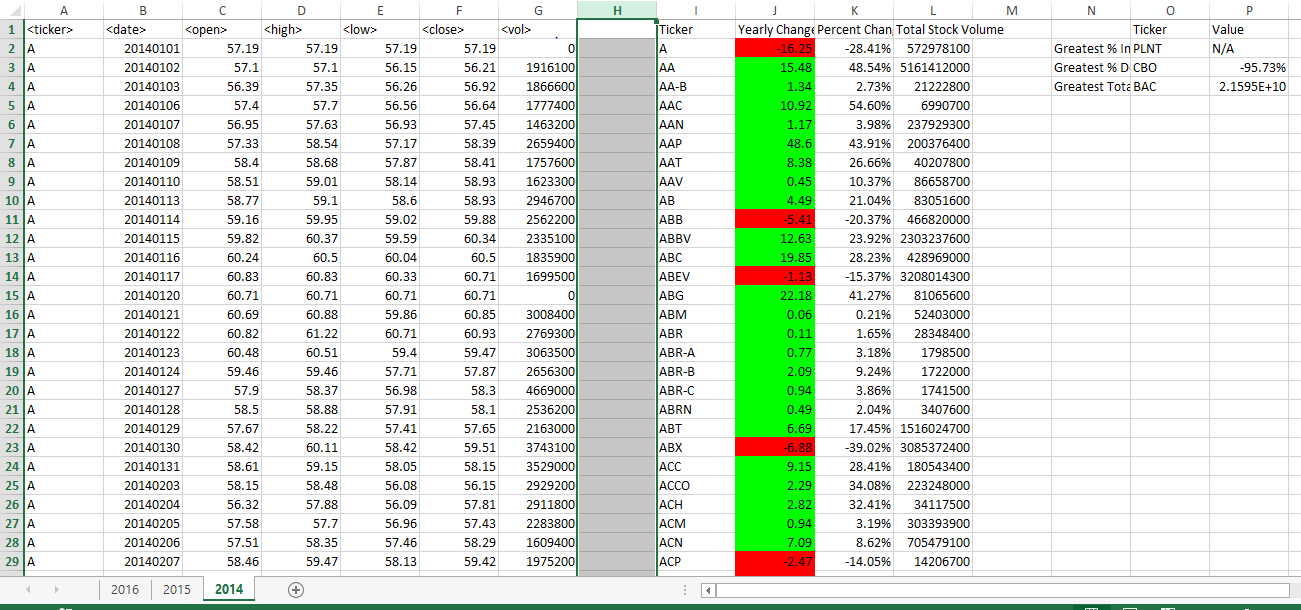 A B C D E F G H I J K L M N O P
1 <ticker> <date> <open> <high> <low> <close> <vol> Ticker Yearly Change Percent Chan Total Stock Volume Ticker Value
2 A 20140101 57.19 57.19 57.19 57.19 0 A -16.25 -28.41% 572978100 Greatest % In PLNT N/A
3 A 20140102 57.1 57.1 56.15 56.21 1916100 AA 15.48 48.54% 5161412000 Greatest % D CBO -95.73%
4 A 20140103 56.39 57.35 56.26 56.92 1866600 AA-B 1.34 2.73% 21222800 Greatest Tota BAC 2.1595E+10
5 A 20140106 57.4 57.7 56.56 56.64 1777400 AAC 10.92 54.60% 6990700
6 A 20140107 56.95 57.63 56.93 57.45 1463200 AAN 1.17 3.98% 237929300
7 A 20140108 57.33 58.54 57.17 58.39 2659400 AAP 48.6 43.91% 200376400
8 A 20140109 58.4 58.68 57.87 58.41 1757600 AAT 8.38 26.66% 40207800
9 A 20140110 58.51 59.01 58.14 58.93 1623300 AAV 0.45 10.37% 86658700
10 A 20140113 58.77 59.1 58.6 58.93 2946700 AB 4.49 21.04% 83051600
11 A 20140114 59.16 59.95 59.02 59.88 2562200 ABB -5.41 -20.37% 466820000
12 A 20140115 59.82 60.37 59.59 60.34 2335100 ABBV 12.63 23.92% 2303237600
13 A 20140116 60.24 60.5 60.04 60.5 1835900 ABC 19.85 28.23% 428969000
14 A 20140117 60.83 60.83 60.33 60.71 1699500 ABEV -1.13 -15.37% 3208014300
15 A 20140120 60.71 60.71 60.71 60.71 0 ABG 22.18 41.27% 81065600
16 A 20140121 60.69 60.88 59.86 60.85 3008400 ABM 0.06 0.21% 52403000
17 A 20140122 60.82 61.22 60.71 60.93 2769300 ABR 0.11 1.65% 28348400
18 A 20140123 60.48 60.51 59.4 59.47 3063500 ABR-A 0.77 3.18% 1798500
19 A 20140124 59.46 59.46 57.71 57.87 2656300 ABR-B 2.09 9.24% 1722000
20 A 20140127 57.9 58.37 56.98 58.3 4669000 ABR-C 0.94 3.86% 1741500
21 A 20140128 58.5 58.88 57.91 58.1 2536200 ABRN 0.49 2.04% 3407600
22 A 20140129 57.67 58.22 57.41 57.65 2163000 ABT 6.69 17.45% 1516024700
23 A 20140130 58.42 60.11 58.42 59.51 3743100 ABX -6.88 -39.02% 3085372400
24 A 20140131 58.61 59.15 58.05 58.15 3529000 ACC 9.15 28.41% 180543400
25 A 20140203 58.15 58.48 56.08 56.15 2929200 ACCO 2.29 34.08% 223248000
26 A 20140204 56.32 57.88 56.09 57.81 2911800 ACH 2.82 32.41% 34117500
27 A 20140205 57.58 57.7 56.96 57.43 2283800 ACM 0.94 3.19% 303393900
28 A 20140206 57.51 58.35 57.46 58.29 1609400 ACN 7.09 8.62% 705479100
29 A 20140207 58.46 59.47 58.13 59.42 1975200 ACP -2.47 -14.05% 14206700
2016 2015 2014